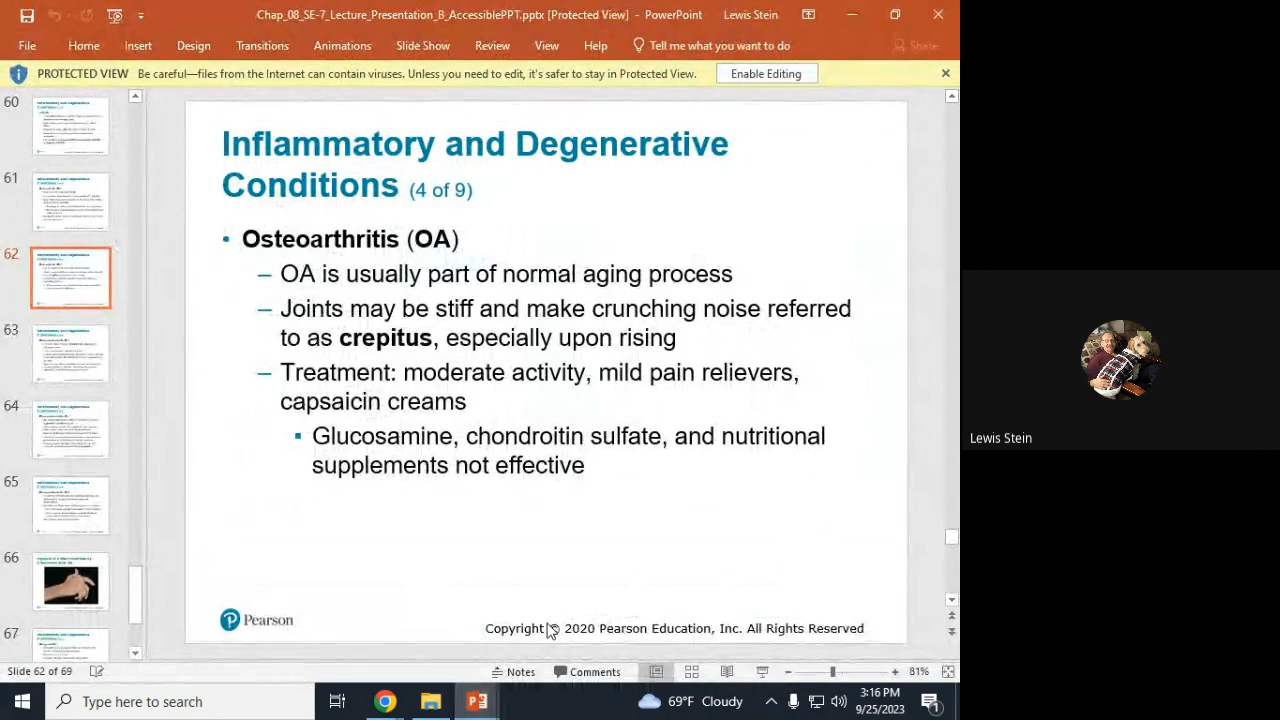 Chap_08_SE-7_Lecture_Presentation_B_AccessiblePPT.pptx [Protected View] - PowerPoint
Lewis Stein
File Home Insert Design Transitions Animations Slide Show Review View Help Tell me what you want to do Share
PROTECTED VIEW Be careful—files from the Internet can contain viruses. Unless you need to edit, it's safer to stay in Protected View. Enable Editing
60
61
62
63
64
65
66
67
Inflammatory and Degenerative
Conditions (4 of 9)
• Osteoarthritis (OA)
– OA is usually part of normal aging process
– Joints may be stiff and make crunching noise referred
to as crepitus, especially upon rising
– Treatment: moderate activity, mild pain relievers,
capsaicin creams
▪ Glucosamine, chondroitin sulfate, and nutritional
supplements not effective
Pearson
Copyright © 2020 Pearson Education, Inc. All Rights Reserved
Lewis Stein
Slide 62 of 69 Notes Comments 81%
Type here to search
69°F Cloudy
3:16 PM
9/25/2023
1